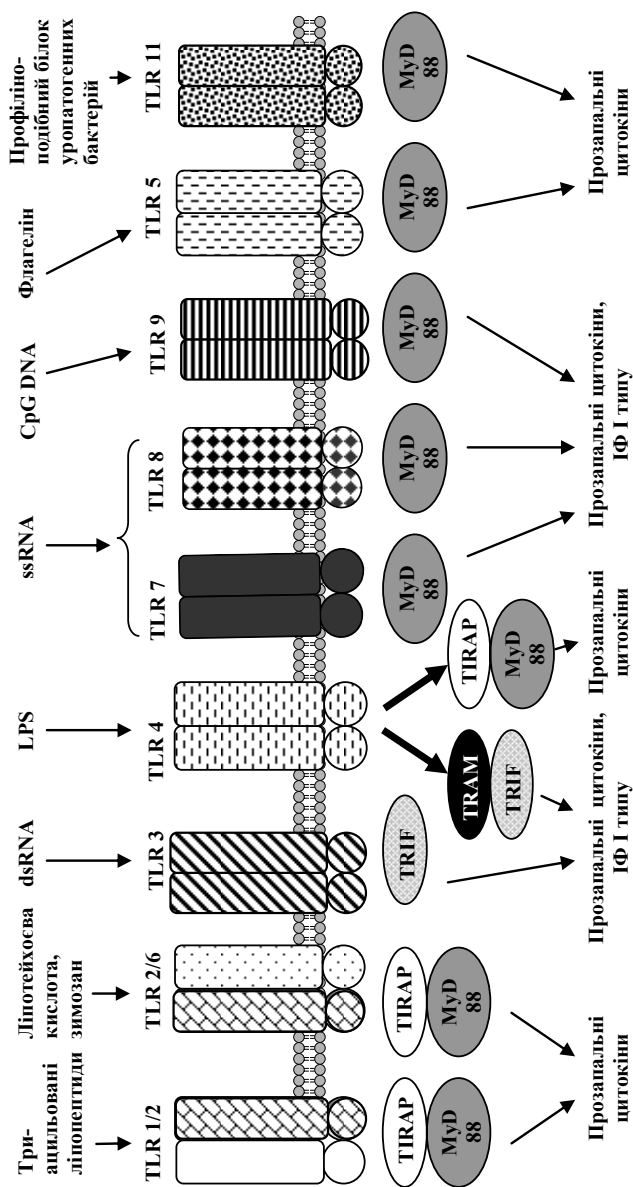 Три-
ацильовані
ліпопептиди
Ліпотейхоєва
кислота,
зимозан
dsRNA
LPS
ssRNA
CpG DNA
Флагелін
Профіліно-
подібний білок
уропатогенних
бактерій
TLR 1/2
TLR 2/6
TLR 3
TLR 4
TLR 7
TLR 8
TLR 9
TLR 5
TLR 11
TIRAP
MyD
88
TIRAP
MyD
88
TRIF
TRAM
TRIF
TIRAP
MyD
88
MyD
88
MyD
88
MyD
88
MyD
88
MyD
88
Прозапальні
цитокіни
Прозапальні цитокіни,
ІФ І типу
Прозапальні
цитокіни
Прозапальні цитокіни,
ІФ І типу
Прозапальні
цитокіни